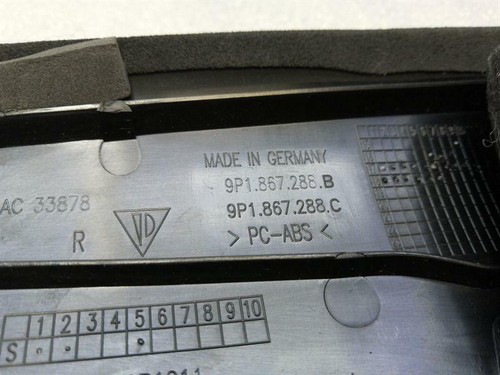 MADE IN GERMANY
9P1.867.288.B
AC 33878
9P1.867.288.C
R
> PC-ABS <
1 2 3 4 5 6 7 8 9 10
S